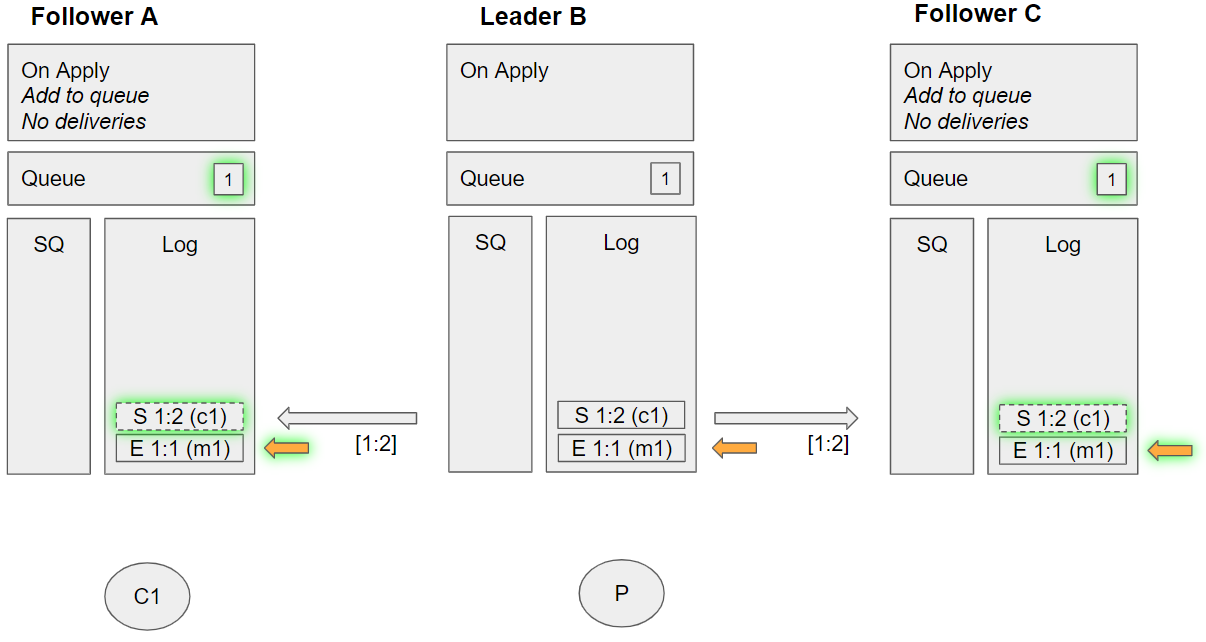 Follower A
Leader B
Follower C
On Apply
Add to queue
No deliveries
On Apply
On Apply
Add to queue
No deliveries
Queue
1
Queue
1
Queue
1
SQ
Log
SQ
Log
SQ
Log
S 1:2 (c1)
E 1:1 (m1)
[1:2]
S 1:2 (c1)
E 1:1 (m1)
[1:2]
S 1:2 (c1)
E 1:1 (m1)
C1
P